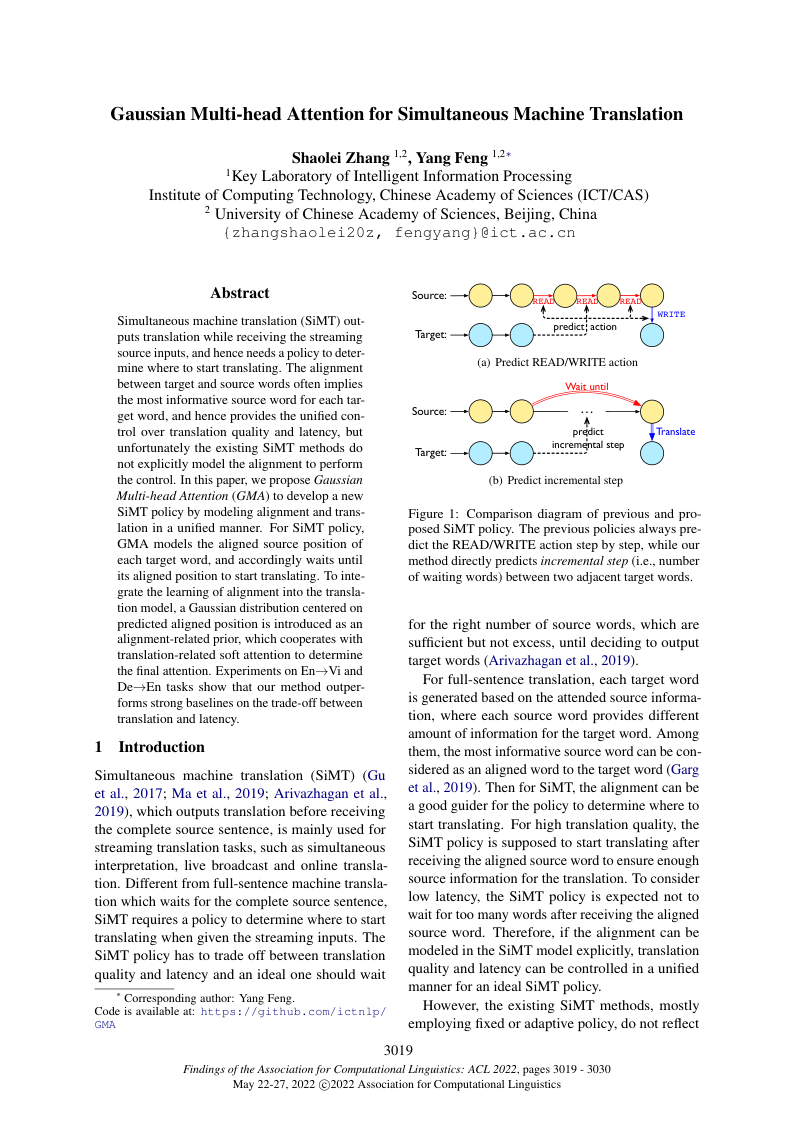 Gaussian Multi-head Attention for Simultaneous Machine Translation
Shaolei Zhang 1,2, Yang Feng 1,2*
1Key Laboratory of Intelligent Information Processing
Institute of Computing Technology, Chinese Academy of Sciences (ICT/CAS)
2 University of Chinese Academy of Sciences, Beijing, China
{zhangshaolei20z, fengyang}@ict.ac.cn
Abstract
Simultaneous machine translation (SiMT) out-
puts translation while receiving the streaming
source inputs, and hence needs a policy to deter-
mine where to start translating. The alignment
between target and source words often implies
the most informative source word for each tar-
get word, and hence provides the unified con-
trol over translation quality and latency, but
unfortunately the existing SiMT methods do
not explicitly model the alignment to perform
the control. In this paper, we propose Gaussian
Multi-head Attention (GMA) to develop a new
SiMT policy by modeling alignment and trans-
lation in a unified manner. For SiMT policy,
GMA models the aligned source position of
each target word, and accordingly waits until
its aligned position to start translating. To inte-
grate the learning of alignment into the transla-
tion model, a Gaussian distribution centered on
predicted aligned position is introduced as an
alignment-related prior, which cooperates with
translation-related soft attention to determine
the final attention. Experiments on En→Vi and
De→En tasks show that our method outper-
forms strong baselines on the trade-off between
translation and latency.
1 Introduction
Simultaneous machine translation (SiMT) (Gu
et al., 2017; Ma et al., 2019; Arivazhagan et al.,
2019), which outputs translation before receiving
the complete source sentence, is mainly used for
streaming translation tasks, such as simultaneous
interpretation, live broadcast and online transla-
tion. Different from full-sentence machine transla-
tion which waits for the complete source sentence,
SiMT requires a policy to determine where to start
translating when given the streaming inputs. The
SiMT policy has to trade off between translation
quality and latency and an ideal one should wait
* Corresponding author: Yang Feng.
Code is available at: https://github.com/ictnlp/
GMA
Source:
READ READ READ
WRITE
predict action
Target:
(a) Predict READ/WRITE action
Wait until
Source:
...
predict
Translate
incremental step
Target:
(b) Predict incremental step
Figure 1: Comparison diagram of previous and pro-
posed SiMT policy. The previous policies always pre-
dict the READ/WRITE action step by step, while our
method directly predicts incremental step (i.e., number
of waiting words) between two adjacent target words.
for the right number of source words, which are
sufficient but not excess, until deciding to output
target words (Arivazhagan et al., 2019).
For full-sentence translation, each target word
is generated based on the attended source informa-
tion, where each source word provides different
amount of information for the target word. Among
them, the most informative source word can be con-
sidered as an aligned word to the target word (Garg
et al., 2019). Then for SiMT, the alignment can be
a good guider for the policy to determine where to
start translating. For high translation quality, the
SiMT policy is supposed to start translating after
receiving the aligned source word to ensure enough
source information for the translation. To consider
low latency, the SiMT policy is expected not to
wait for too many words after receiving the aligned
source word. Therefore, if the alignment can be
modeled in the SiMT model explicitly, translation
quality and latency can be controlled in a unified
manner for an ideal SiMT policy.
However, the existing SiMT methods, mostly
employing fixed or adaptive policy, do not reflect
3019
Findings of the Association for Computational Linguistics: ACL 2022, pages 3019 - 3030
May 22-27, 2022 ©2022 Association for Computational Linguistics